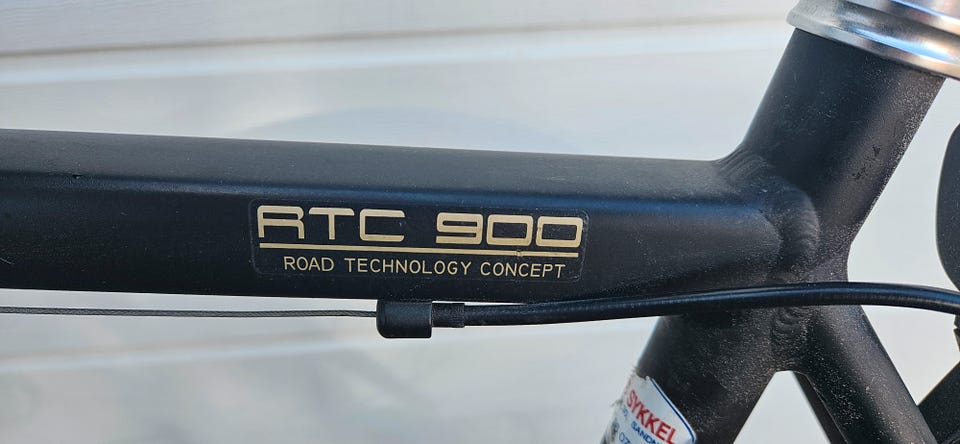 RTC 900
ROAD TECHNOLOGY CONCEPT
SYKKEL